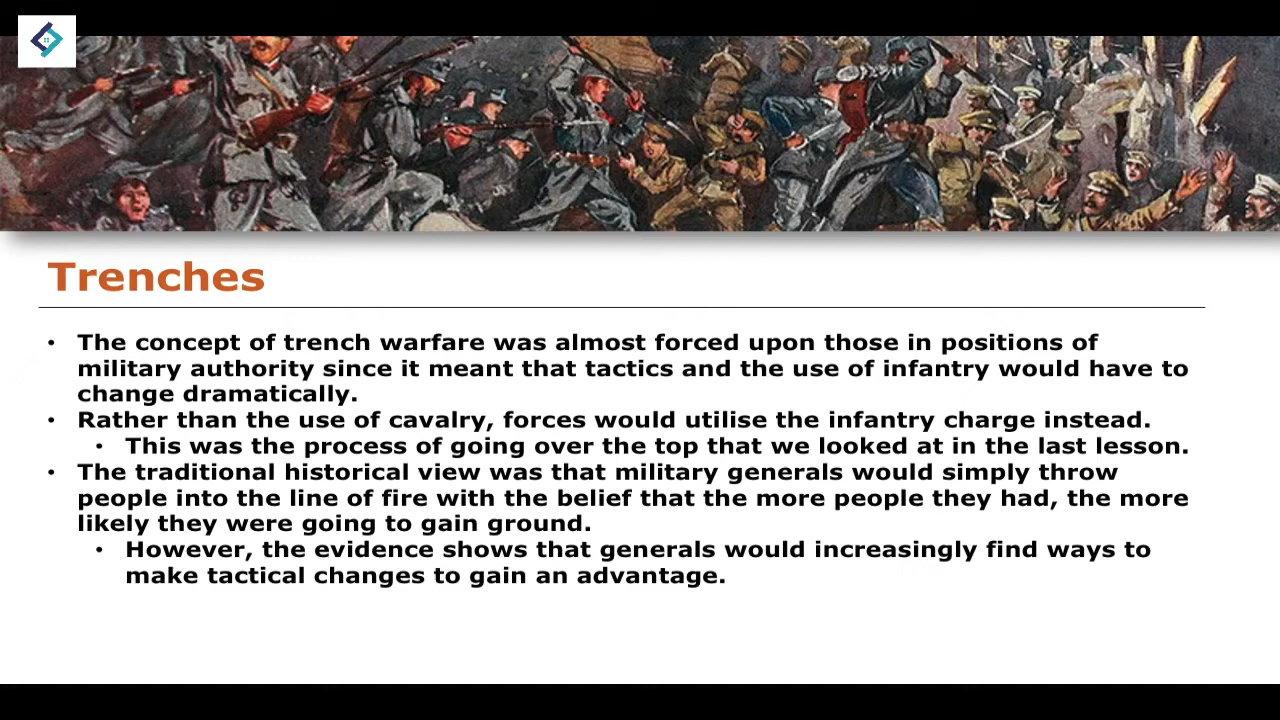 Trenches
• The concept of trench warfare was almost forced upon those in positions of
military authority since it meant that tactics and the use of infantry would have to
change dramatically.
• Rather than the use of cavalry, forces would utilise the infantry charge instead.
• This was the process of going over the top that we looked at in the last lesson.
• The traditional historical view was that military generals would simply throw
people into the line of fire with the belief that the more people they had, the more
likely they were going to gain ground.
• However, the evidence shows that generals would increasingly find ways to
make tactical changes to gain an advantage.